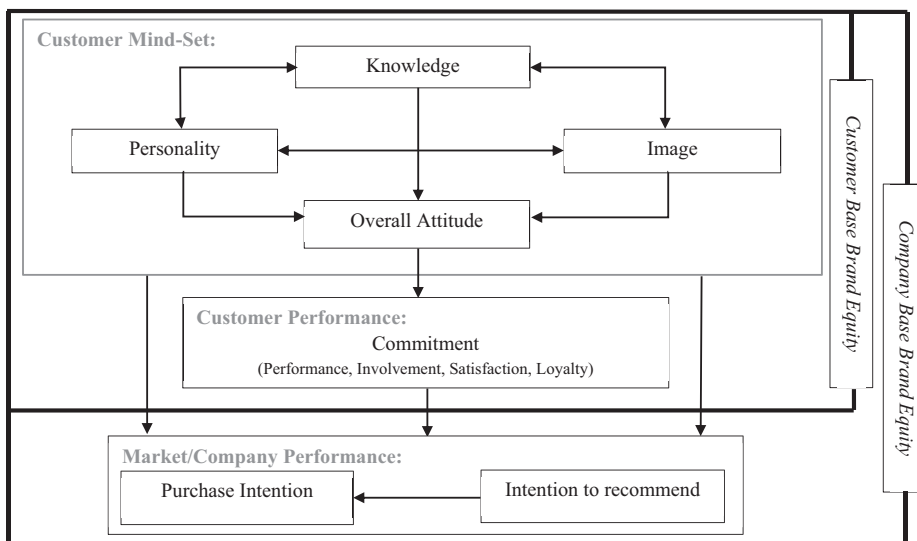 Customer Mind-Set:
Knowledge
Personality
Image
Overall Attitude
Customer Performance:
Commitment
(Performance, Involvement, Satisfaction, Loyalty)
Market/Company Performance:
Purchase Intention
Intention to recommend
Customer Base Brand Equity
Company Base Brand Equity